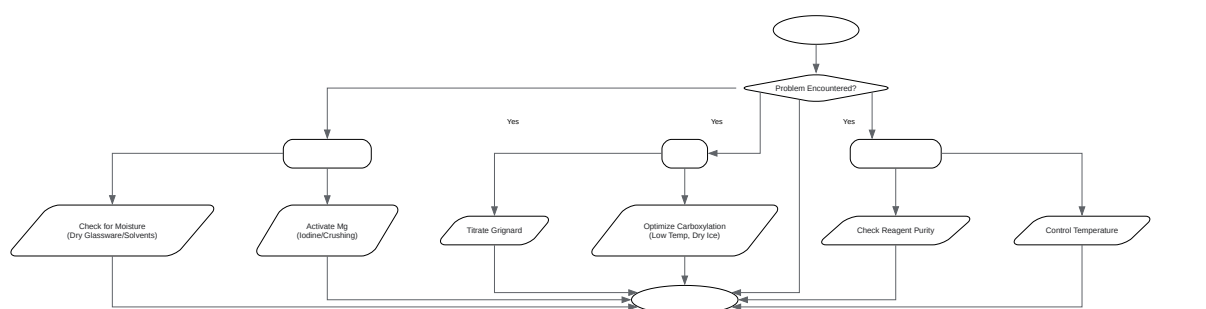 Problem Encountered?
Yes
Yes
Yes
Check for Moisture
(Dry Glassware/Solvents)
Activate Mg
(Iodine/Crushing)
Titrate Grignard
Optimize Carboxylation
(Low Temp, Dry Ice)
Check Reagent Purity
Control Temperature